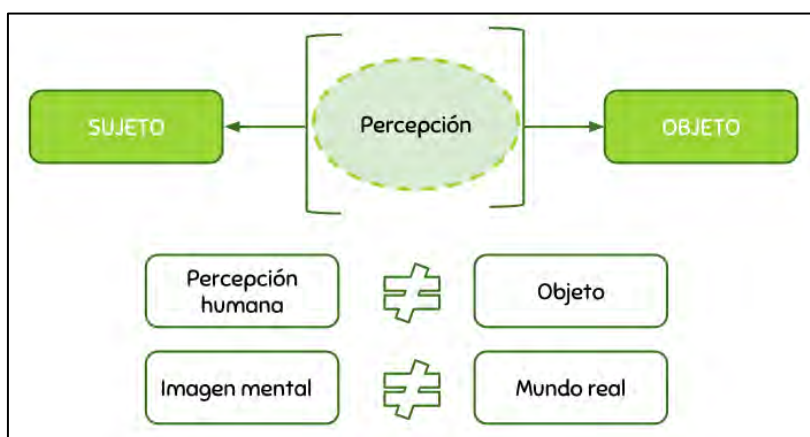 SUJETO
Percepción
OBJETO
Percepción
humana
Objeto
Imagen mental
Mundo real